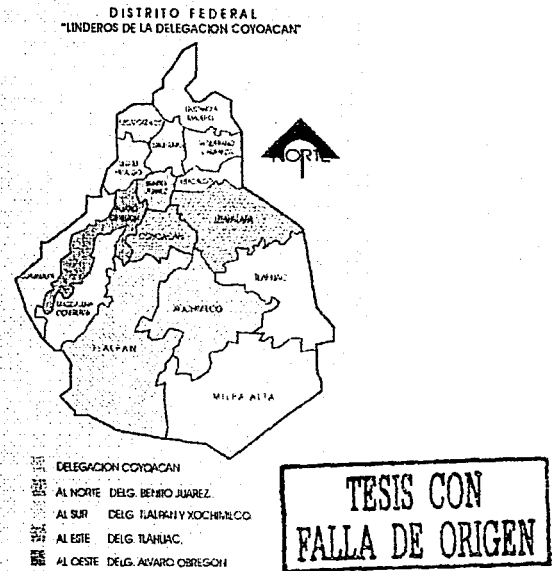 DISTRITO FEDERAL
"LINDEROS DE LA DELEGACION COYOACAN"
NORTE
BENITO JUAREZ
IZTAPALAPA
COYOACAN
TLAHUAC
XOCHIMILCO
TLALPAN
MILPA ALTA
DELEGACION COYOACAN
AL NORTE DELG. BENITO JUAREZ.
AL SUR DELG TLALPAN Y XOCHIMILCO.
AL ESTE DELG. TLAHUAC.
AL OESTE DELG. ALVARO OBREGON
TESIS CON
FALLA DE ORIGEN